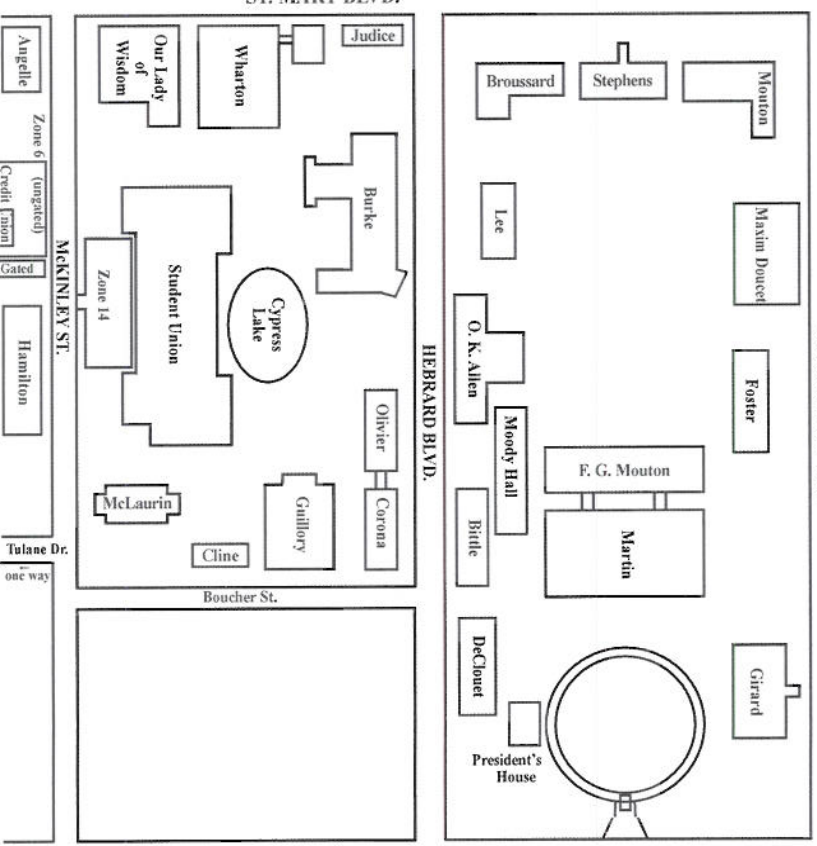 ST. MARY BLVD.
Angelle
Zone 6
(ungated)
Credit Union
Gated
Hamilton
McKINLEY ST.
Tulane Dr.
←
one way
Our Lady
of
Wisdom
Wharton
Judice
Burke
Zone 14
Student Union
Cypress
Lake
Olivier
Corona
McLaurin
Guillory
Cline
Boucher St.
HEBRARD BLVD.
Broussard
Stephens
Mouton
Lee
Maxim Doucet
O. K. Allen
Foster
Moody Hall
F. G. Mouton
Bittle
Martin
DeClouet
Girard
President's
House